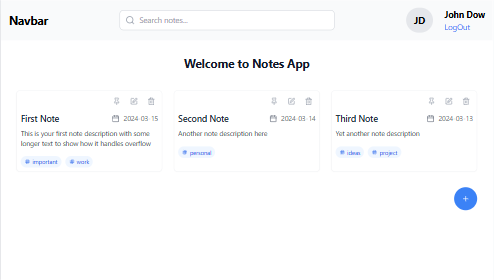 Navbar
Search notes...
JD
John Dow
LogOut
Welcome to Notes App
First Note
2024-03-15
This is your first note description with some
longer text to show how it handles overflow
important
work
Second Note
2024-03-14
Another note description here
personal
Third Note
2024-03-13
Yet another note description
ideas
project
+